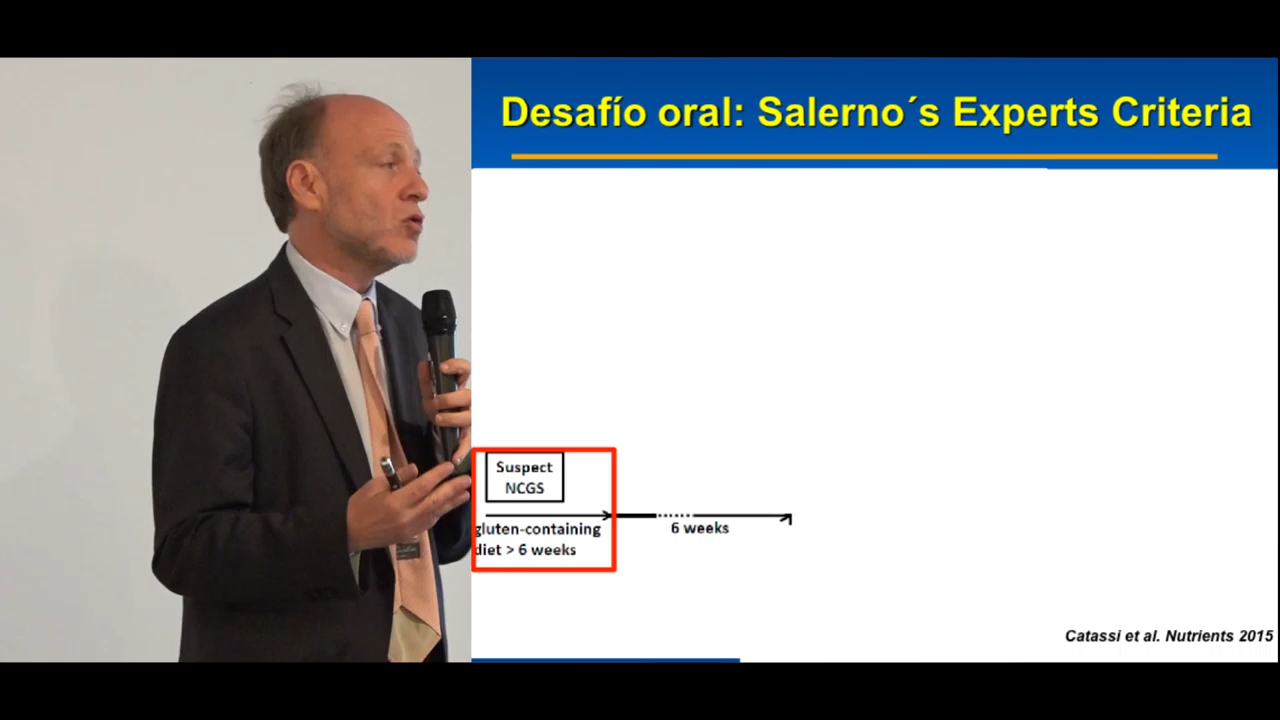 Desafío oral: Salerno´s Experts Criteria
Suspect
NCGS
gluten-containing
diet > 6 weeks
6 weeks
Catassi et al. Nutrients 2015